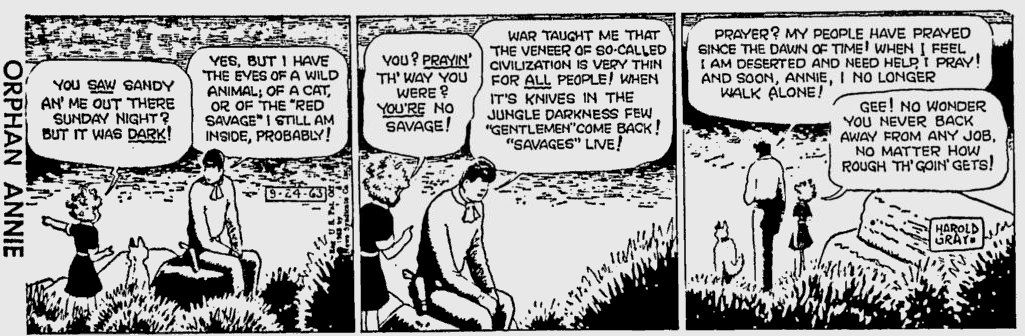 ORPHAN ANNIE
YOU SAW SANDY
AN' ME OUT THERE
SUNDAY NIGHT?
BUT IT WAS DARK!
YES, BUT I HAVE
THE EYES OF A WILD
ANIMAL; OF A CAT,
OR OF THE "RED
SAVAGE" I STILL AM
INSIDE, PROBABLY!
9-24-63
YOU? PRAYIN'
TH' WAY YOU
WERE?
YOU'RE NO
SAVAGE!
WAR TAUGHT ME THAT
THE VENEER OF SO-CALLED
CIVILIZATION IS VERY THIN
FOR ALL PEOPLE! WHEN
IT'S KNIVES IN THE
JUNGLE DARKNESS FEW
"GENTLEMEN" COME BACK!
"SAVAGES" LIVE!
PRAYER? MY PEOPLE HAVE PRAYED
SINCE THE DAWN OF TIME! WHEN I FEEL
I AM DESERTED AND NEED HELP, I PRAY!
AND SOON, ANNIE, I NO LONGER
WALK ALONE!
GEE! NO WONDER
YOU NEVER BACK
AWAY FROM ANY JOB,
NO MATTER HOW
ROUGH TH' GOIN' GETS!
HAROLD
GRAY.